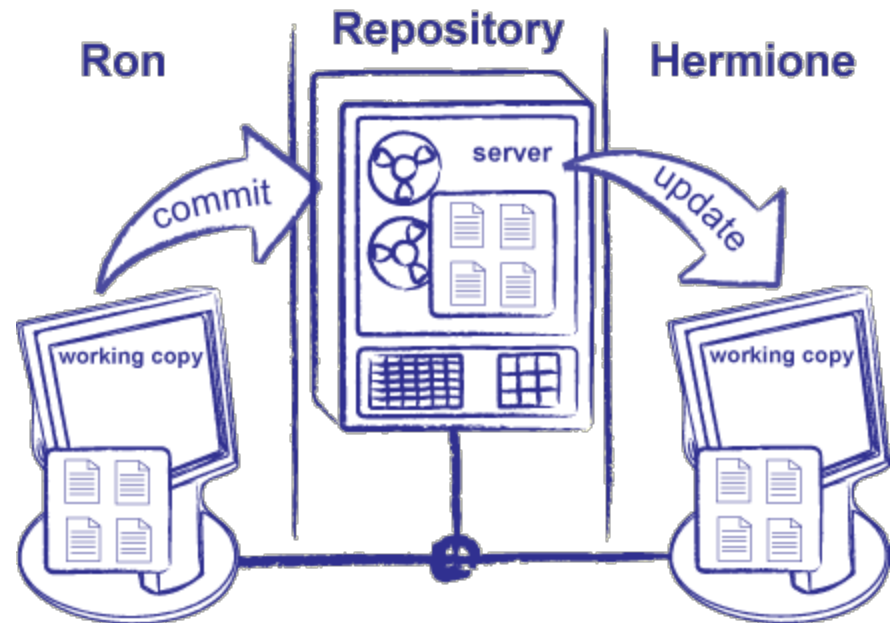 Ron
Repository
Hermione
commit
server
update
working copy
working copy